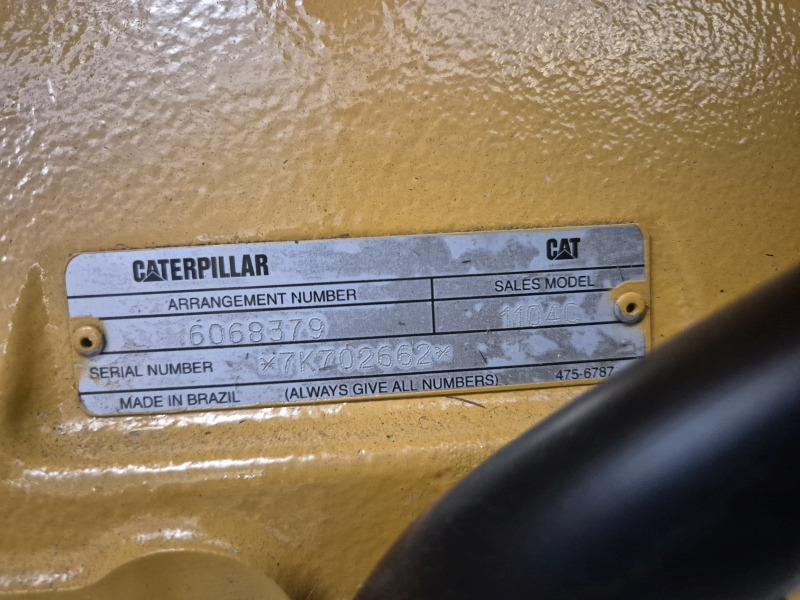 CATERPILLAR CAT
ARRANGEMENT NUMBER SALES MODEL
6068379 1104C
SERIAL NUMBER *7K702662*
MADE IN BRAZIL (ALWAYS GIVE ALL NUMBERS) 475-6787